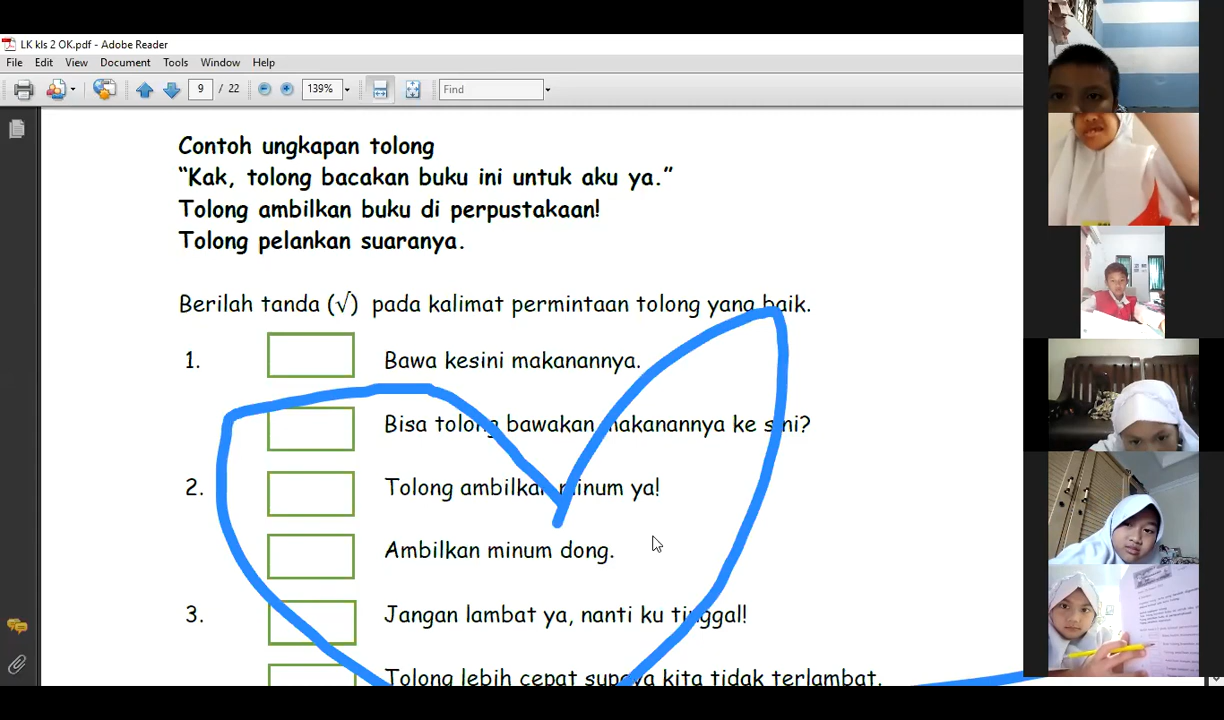 LK kls 2 OK.pdf - Adobe Reader
File Edit View Document Tools Window Help
9 / 22 139% Find
Contoh ungkapan tolong
“Kak, tolong bacakan buku ini untuk aku ya.”
Tolong ambilkan buku di perpustakaan!
Tolong pelankan suaranya.
Berilah tanda (√) pada kalimat permintaan tolong yang baik.
1. Bawa kesini makanannya.
Bisa tolong bawakan makanannya ke sini?
2. Tolong ambilkan minum ya!
Ambilkan minum dong.
3. Jangan lambat ya, nanti ku tinggal!
Tolong lebih cepat supaya kita tidak terlambat.